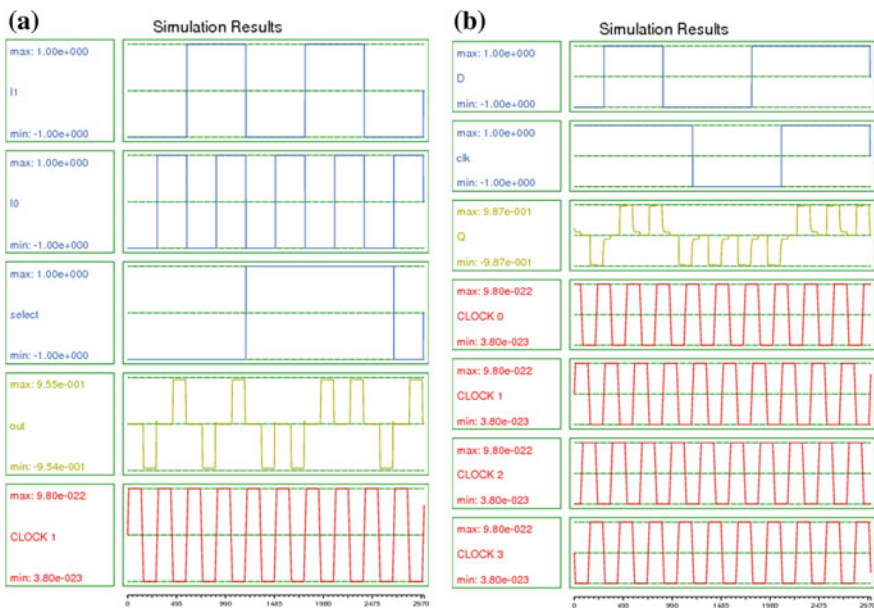 (a)
Simulation Results
max: 1.00e+000
I1
min: -1.00e+000
max: 1.00e+000
I0
min: -1.00e+000
max: 1.00e+000
select
min: -1.00e+000
max: 9.55e-001
out
min: -9.54e-001
max: 9.80e-022
CLOCK 1
min: 3.80e-023
0 495 990 1485 1980 2475 2970
(b)
Simulation Results
max: 1.00e+000
D
min: -1.00e+000
max: 1.00e+000
clk
min: -1.00e+000
max: 9.87e-001
Q
min: -9.87e-001
max: 9.80e-022
CLOCK 0
min: 3.80e-023
max: 9.80e-022
CLOCK 1
min: 3.80e-023
max: 9.80e-022
CLOCK 2
min: 3.80e-023
max: 9.80e-022
CLOCK 3
min: 3.80e-023
0 495 990 1485 1980 2475 2970